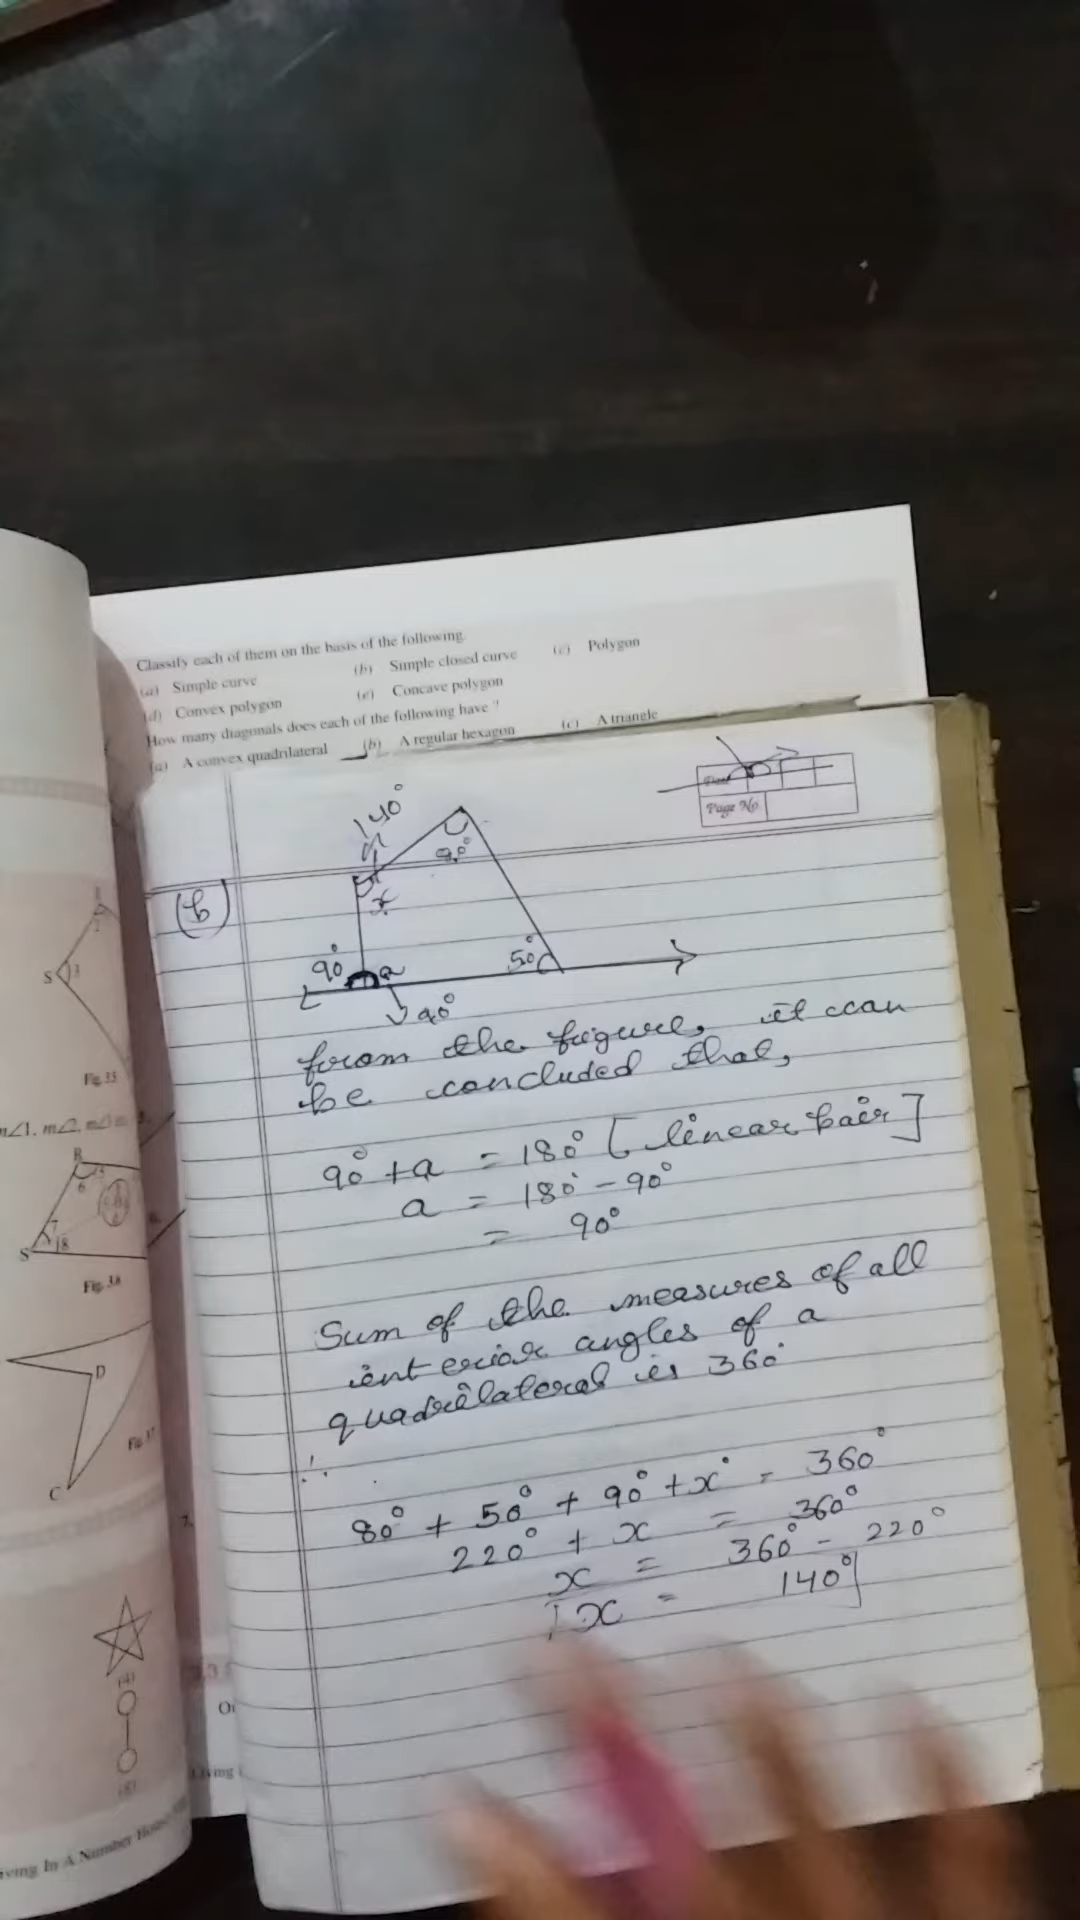 Classify each of them on the basis of the following.
(a) Simple curve (b) Simple closed curve (c) Polygon
(d) Convex polygon (e) Concave polygon
How many diagonals does each of the following have ?
(a) A convex quadrilateral (b) A regular hexagon (c) A triangle
Page No
140°
(b)
x
90° a 50°
90°
from the figure, it can
be concluded that,
90° + a = 180° [linear pair]
a = 180° - 90°
= 90°
Sum of the measures of all
interior angles of a
quadrilateral is 360°
∴
80° + 50° + 90° + x° = 360°
220° + x = 360°
x = 360° - 220°
x = 140°
S 3
Fig 3.5
S 7 8
6
Fig 3.6
D
C
(4)
7.